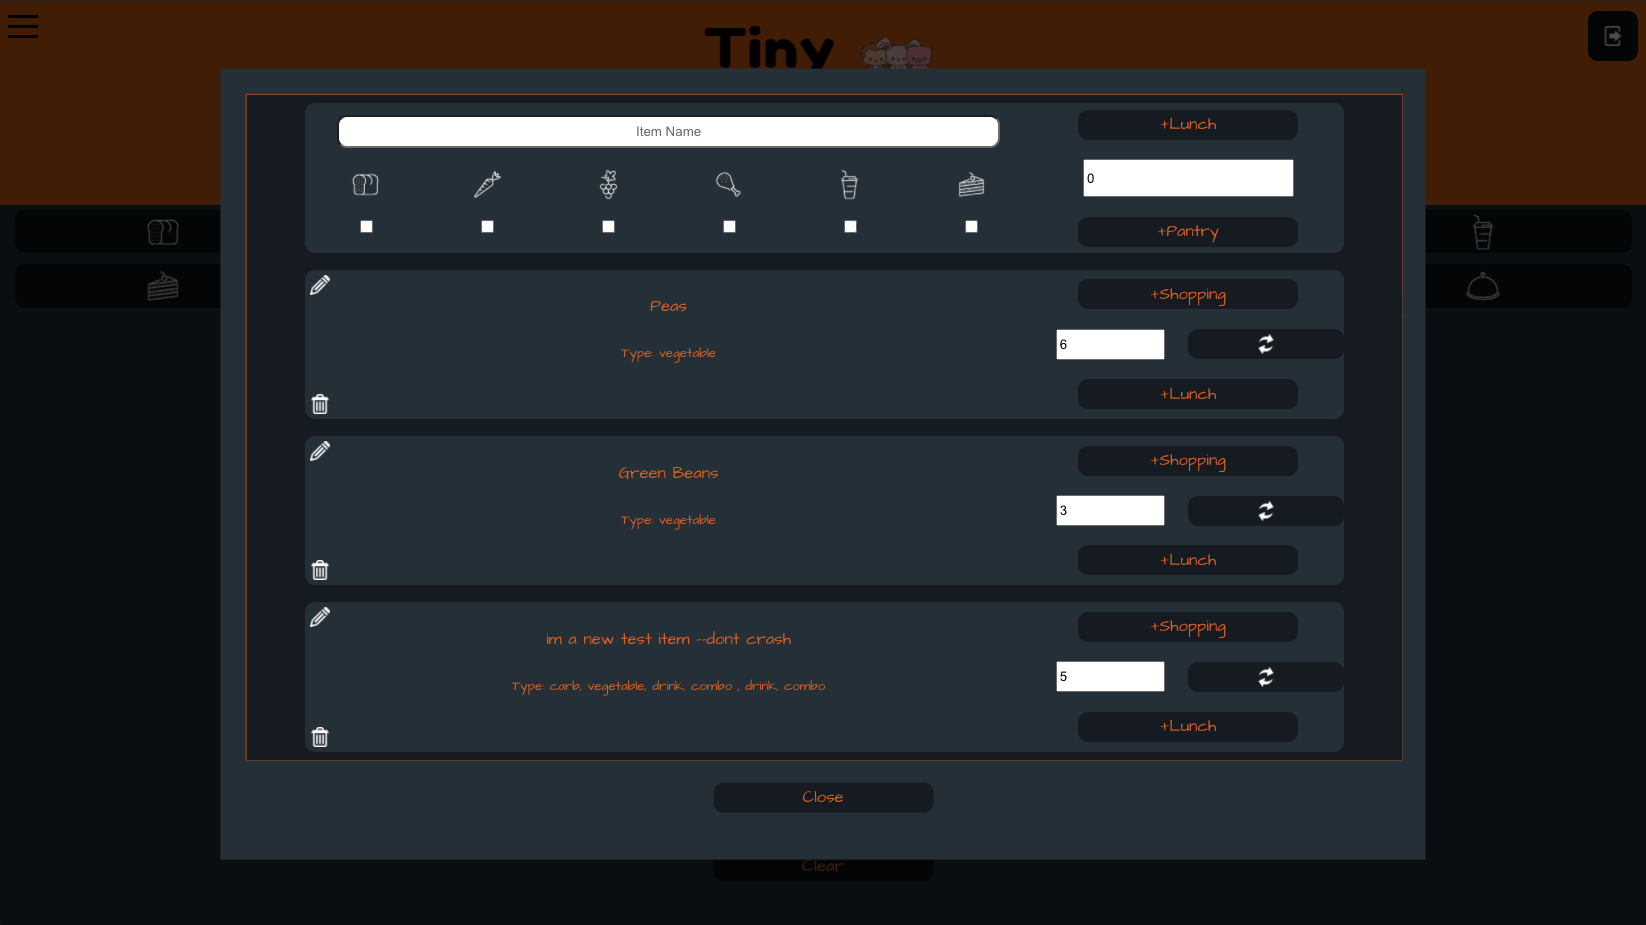 Tiny
Item Name
+Lunch
0
+Pantry
Peas
Type: vegetable
+Shopping
6
+Lunch
Green Beans
Type: vegetable
+Shopping
3
+Lunch
im a new test item --dont crash
Type: carb, vegetable, drink, combo , drink, combo
+Shopping
5
+Lunch
Close
Clear